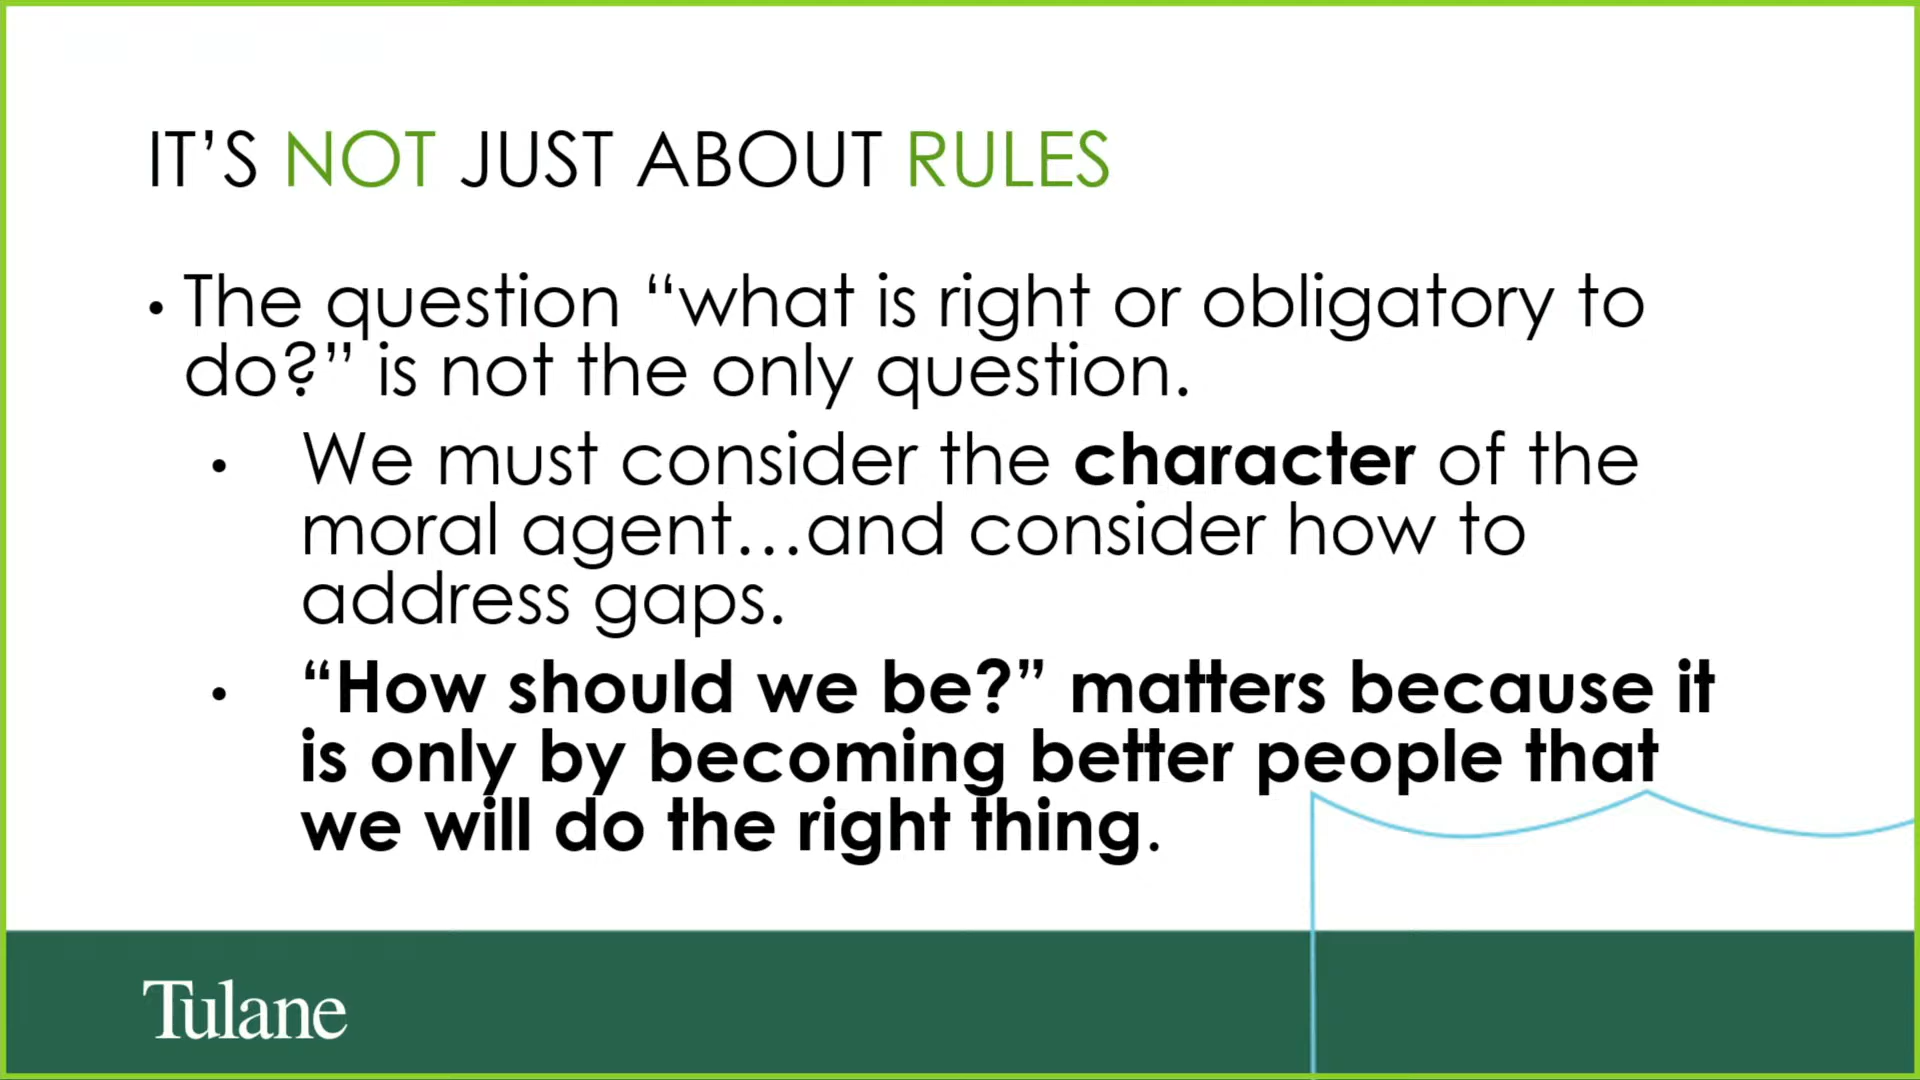 IT’S NOT JUST ABOUT RULES
• The question “what is right or obligatory to
do?” is not the only question.
• We must consider the character of the
moral agent…and consider how to
address gaps.
• “How should we be?” matters because it
is only by becoming better people that
we will do the right thing.
Tulane